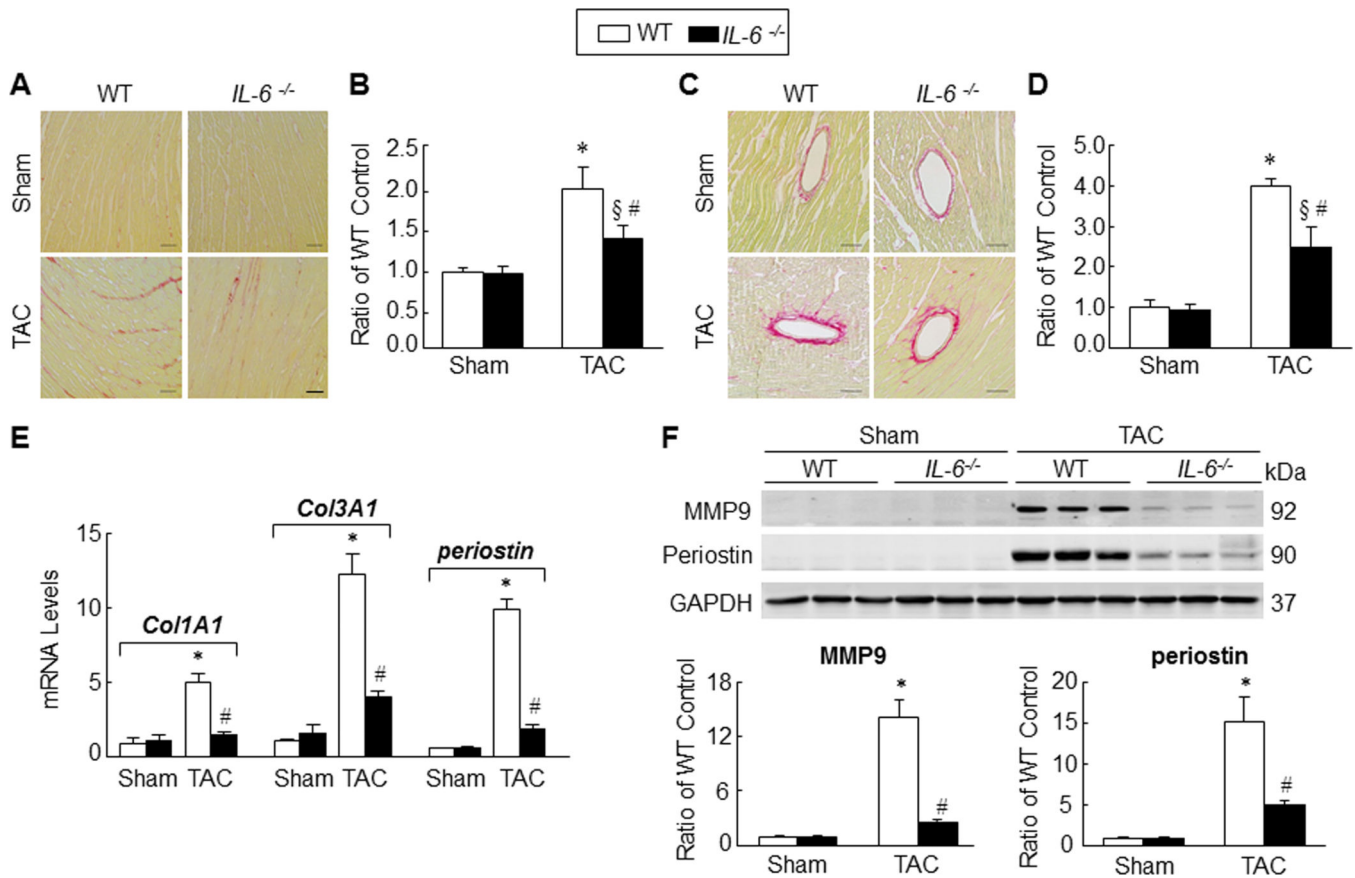 WT IL-6 -/-
A
WT IL-6 -/-
Sham
TAC
B
Ratio of WT Control
2.5
2.0
1.5
1.0
0.5
0.0
*
§ #
Sham TAC
C
WT IL-6 -/-
Sham
TAC
D
Ratio of WT Control
5.0
4.0
3.0
2.0
1.0
0.0
*
§ #
Sham TAC
E
mRNA Levels
15
10
5
0
Col1A1
*
#
Col3A1
*
#
periostin
*
#
Sham TAC Sham TAC Sham TAC
F
Sham TAC
WT IL-6-/- WT IL-6-/- kDa
MMP9 92
Periostin 90
GAPDH 37
MMP9
Ratio of WT Control
18
12
6
0
*
#
Sham TAC
periostin
Ratio of WT Control
20
15
10
5
0
*
#
Sham TAC